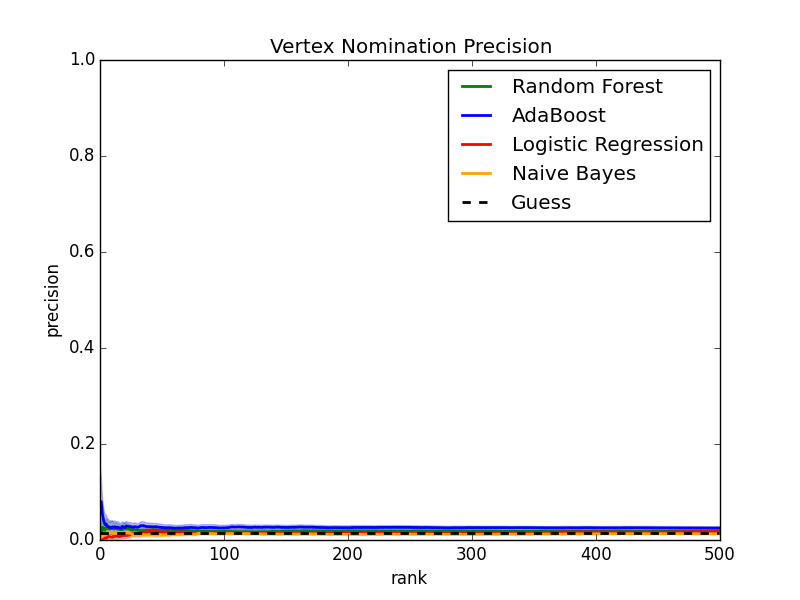 Vertex Nomination Precision
1.0
0.8
0.6
0.4
0.2
0.0
precision
Random Forest
AdaBoost
Logistic Regression
Naive Bayes
Guess
0 100 200 300 400 500
rank